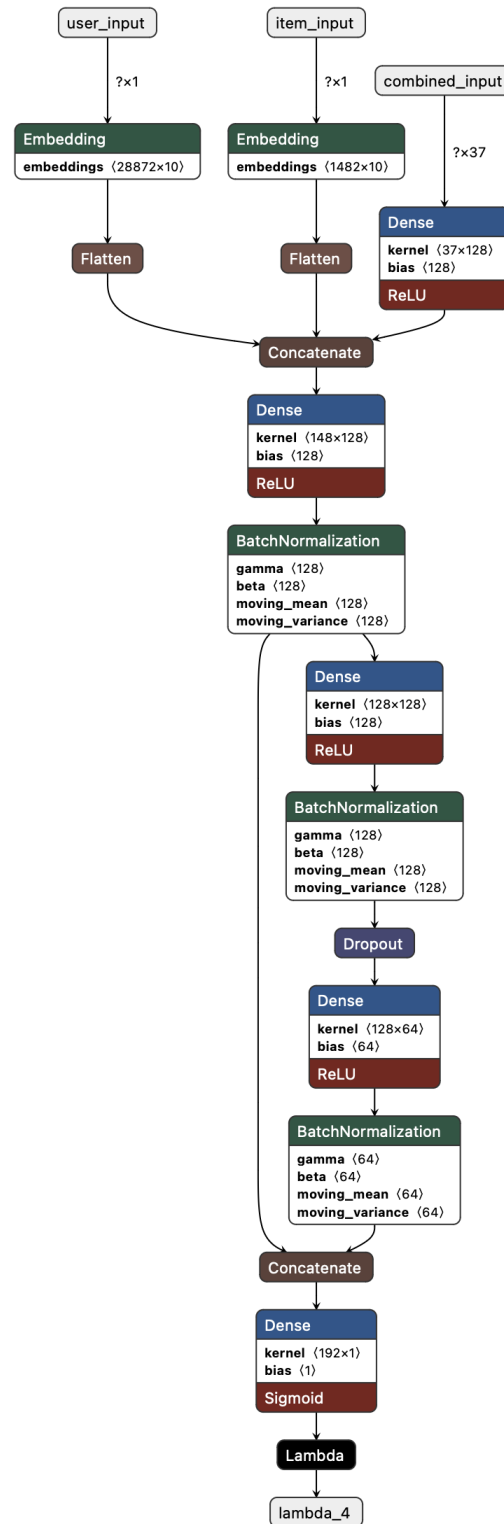 user_input
item_input
combined_input
?×1
?×1
?×37
Embedding
embeddings ⟨28872×10⟩
Embedding
embeddings ⟨1482×10⟩
Dense
kernel ⟨37×128⟩
bias ⟨128⟩
ReLU
Flatten
Flatten
Concatenate
Dense
kernel ⟨148×128⟩
bias ⟨128⟩
ReLU
BatchNormalization
gamma ⟨128⟩
beta ⟨128⟩
moving_mean ⟨128⟩
moving_variance ⟨128⟩
Dense
kernel ⟨128×128⟩
bias ⟨128⟩
ReLU
BatchNormalization
gamma ⟨128⟩
beta ⟨128⟩
moving_mean ⟨128⟩
moving_variance ⟨128⟩
Dropout
Dense
kernel ⟨128×64⟩
bias ⟨64⟩
ReLU
BatchNormalization
gamma ⟨64⟩
beta ⟨64⟩
moving_mean ⟨64⟩
moving_variance ⟨64⟩
Concatenate
Dense
kernel ⟨192×1⟩
bias ⟨1⟩
Sigmoid
Lambda
lambda_4